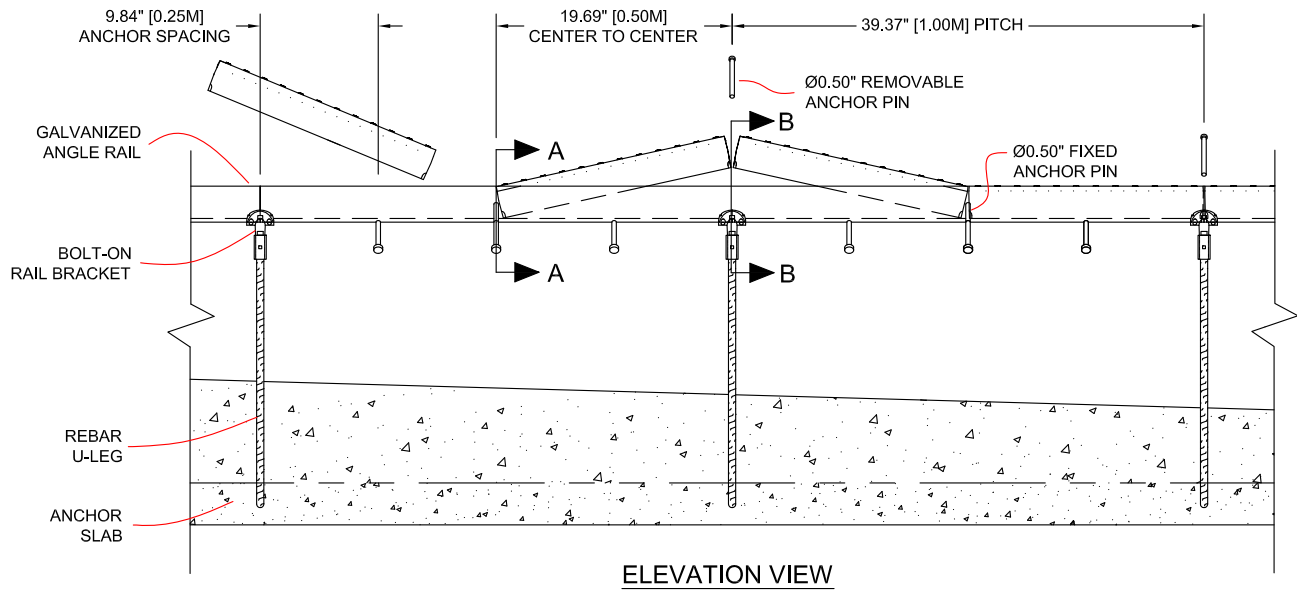 9.84" [0.25M]
ANCHOR SPACING
19.69" [0.50M]
CENTER TO CENTER
39.37" [1.00M] PITCH
Ø0.50" REMOVABLE
ANCHOR PIN
GALVANIZED
ANGLE RAIL
A
B
Ø0.50" FIXED
ANCHOR PIN
BOLT-ON
RAIL BRACKET
A
B
REBAR
U-LEG
ANCHOR
SLAB
ELEVATION VIEW